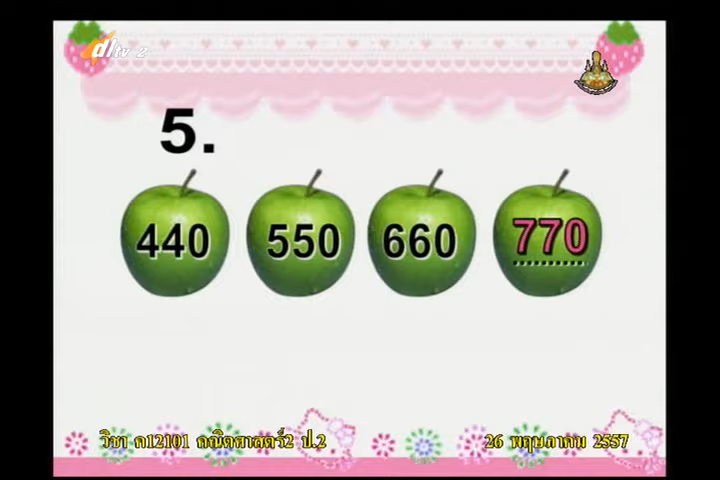 dltv 2
5.
440 550 660 770
วิชา ค12101 คณิตศาสตร์2 ป.2
26 พฤษภาคม 2557